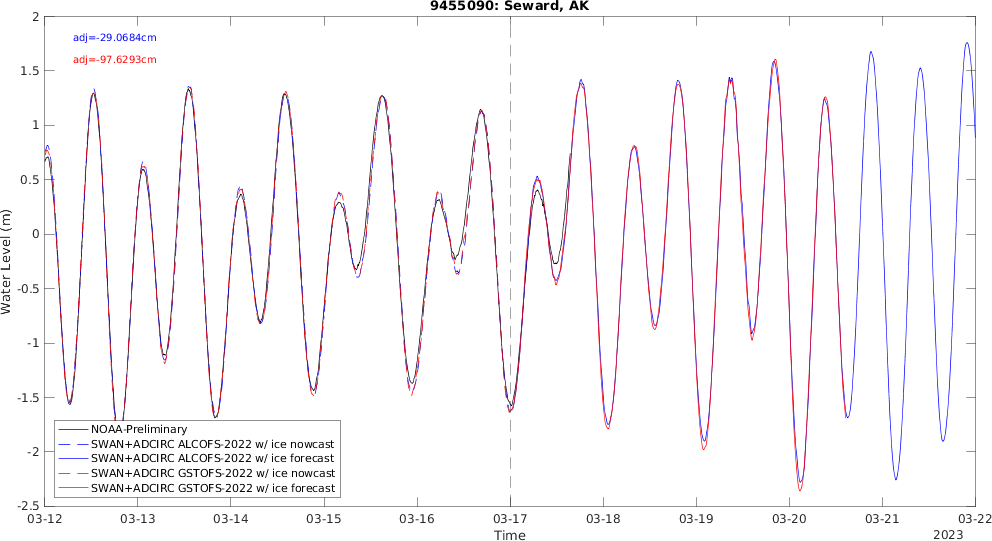 9455090: Seward, AK
adj=-29.0684cm
adj=-97.6293cm
2
1.5
1
0.5
0
-0.5
-1
-1.5
-2
-2.5
Water Level (m)
NOAA-Preliminary
SWAN+ADCIRC ALCOFS-2022 w/ ice nowcast
SWAN+ADCIRC ALCOFS-2022 w/ ice forecast
SWAN+ADCIRC GSTOFS-2022 w/ ice nowcast
SWAN+ADCIRC GSTOFS-2022 w/ ice forecast
03-12 03-13 03-14 03-15 03-16 03-17 03-18 03-19 03-20 03-21 03-22
Time
2023